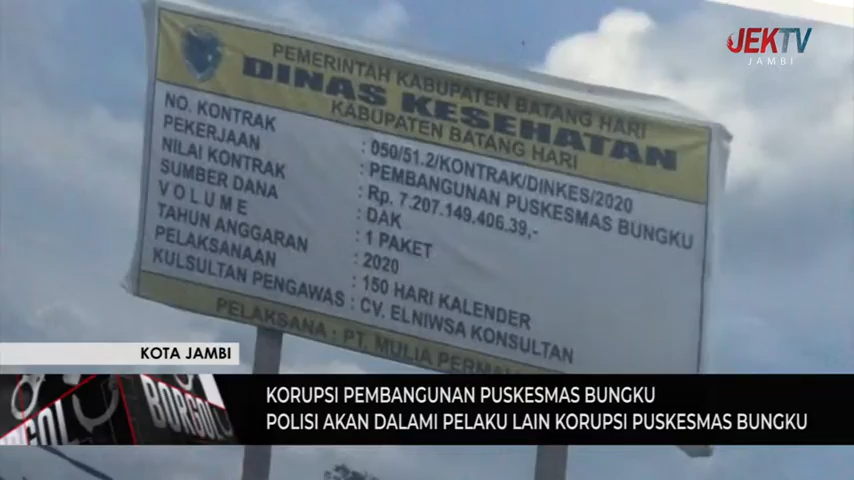 JEKTV
JAMBI
PEMERINTAH KABUPATEN BATANG HARI
DINAS KESEHATAN
KABUPATEN BATANG HARI
NO. KONTRAK : 050/51.2/KONTRAK/DINKES/2020
PEKERJAAN : PEMBANGUNAN PUSKESMAS BUNGKU
NILAI KONTRAK : Rp. 7.207.149.406.39,-
SUMBER DANA : DAK
VOLUME : 1 PAKET
TAHUN ANGGARAN : 2020
PELAKSANAAN : 150 HARI KALENDER
KULSULTAN PENGAWAS : CV. ELNIWSA KONSULTAN
PELAKSANA : PT. MULIA
KOTA JAMBI
BORGOL
KORUPSI PEMBANGUNAN PUSKESMAS BUNGKU
POLISI AKAN DALAMI PELAKU LAIN KORUPSI PUSKESMAS BUNGKU